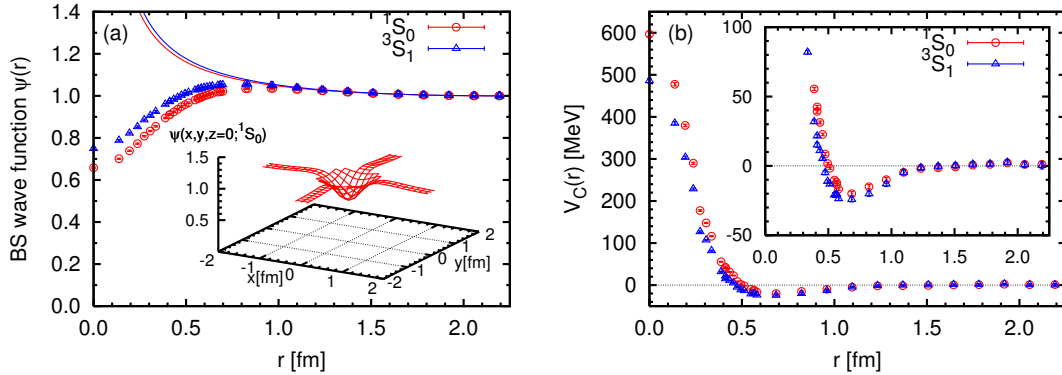 (a)
¹S₀
³S₁
BS wave function ψ(r)
1.4
1.2
1.0
0.8
0.6
0.4
0.2
0.0
0.0 0.5 1.0 1.5 2.0
r [fm]
ψ(x,y,z=0;¹S₀)
1.5
1.0
0.5
-2 -1 0 1 2
x[fm]
-2 -1 0 1 2
y[fm]
(b)
V_C(r) [MeV]
600
500
400
300
200
100
0
0.0 0.5 1.0 1.5 2.0
r [fm]
¹S₀
³S₁
100
50
0
-50
0.0 0.5 1.0 1.5 2.0